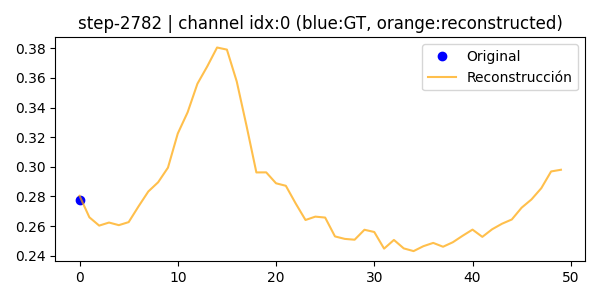 step-2782 | channel idx:0 (blue:GT, orange:reconstructed)
Original
Reconstrucción
0.38
0.36
0.34
0.32
0.30
0.28
0.26
0.24
0 10 20 30 40 50